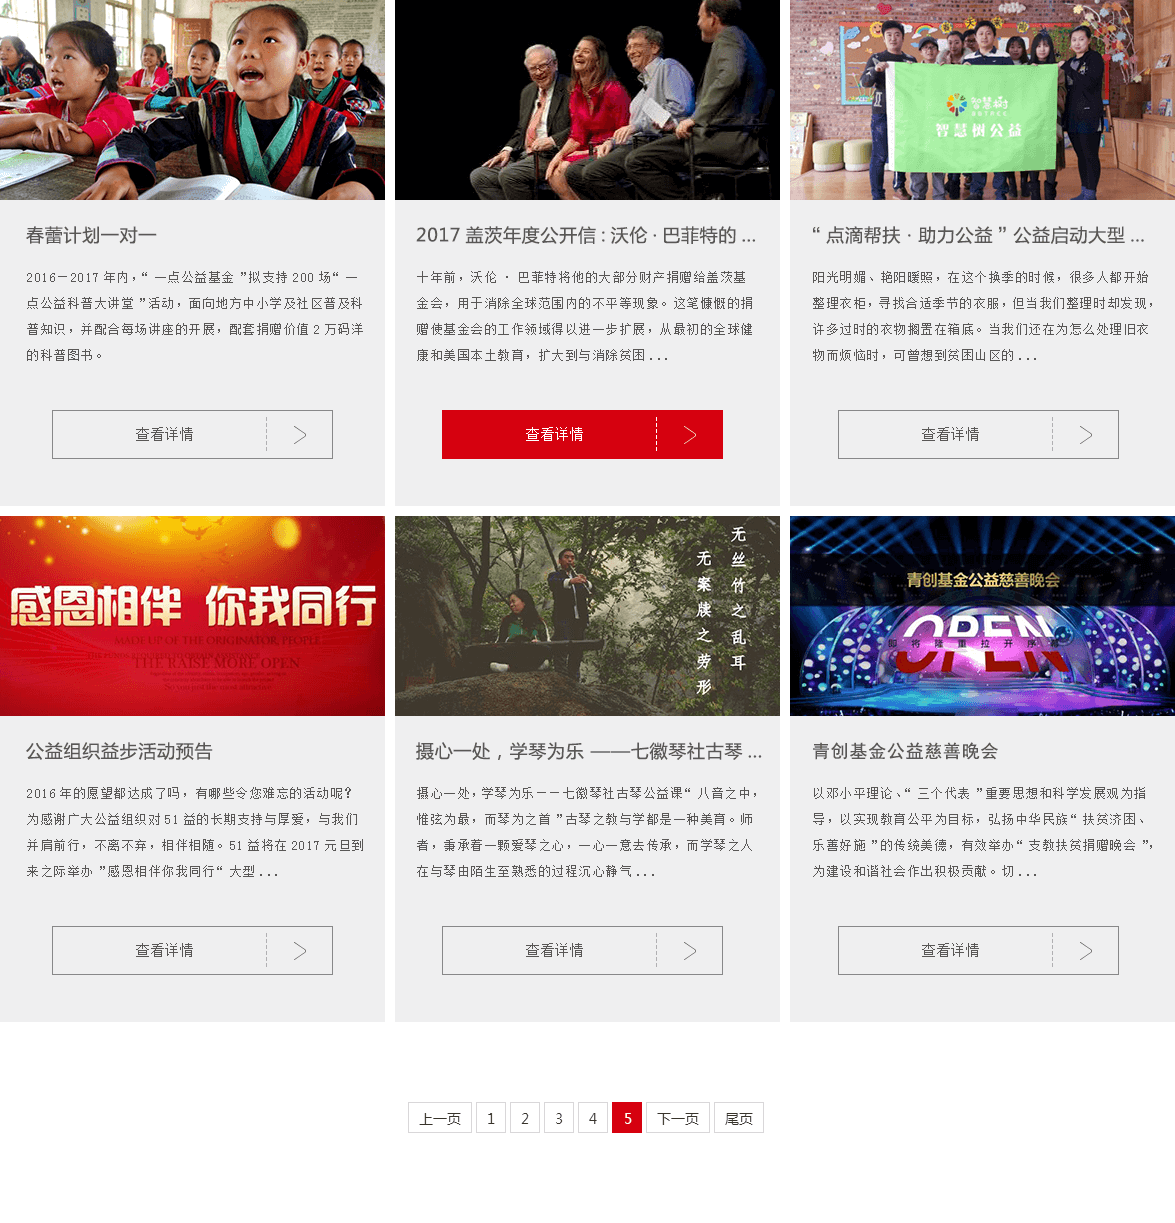 智慧树
智慧树公益
春蕾计划一对一
2016—2017 年内，“ 一点公益基金 ”拟支持 200 场“ 一
点公益科普大讲堂 ”活动，面向地方中小学及社区普及科
普知识，并配合每场讲座的开展，配套捐赠价值 2 万码洋
的科普图书。
查看详情
2017 盖茨年度公开信 : 沃伦 · 巴菲特的 ...
十年前，沃伦 · 巴菲特将他的大部分财产捐赠给盖茨基
金会，用于消除全球范围内的不平等现象。这笔慷慨的捐
赠使基金会的工作领域得以进一步扩展，从最初的全球健
康和美国本土教育，扩大到与消除贫困 ...
查看详情
“ 点滴帮扶 · 助力公益 ” 公益启动大型 ...
阳光明媚、艳阳暖照，在这个换季的时候，很多人都开始
整理衣柜，寻找合适季节的衣服，但当我们整理时却发现，
许多过时的衣物搁置在箱底。当我们还在为怎么处理旧衣
物而烦恼时，可曾想到贫困山区的 ...
查看详情
感恩相伴 你我同行
MADE UP OF THE ORIGINATOR, PEOPLE
THE RAISE MORE OPEN
无丝竹之乱耳
无案牍之劳形
青创基金公益慈善晚会
OPEN
即将隆重拉开序幕
公益组织益步活动预告
2016 年的愿望都达成了吗，有哪些令您难忘的活动呢？
为感谢广大公益组织对 51 益的长期支持与厚爱，与我们
并肩前行，不离不弃，相伴相随。51 益将在 2017 元旦到
来之际举办 ”感恩相伴你我同行“ 大型 ...
查看详情
摄心一处，学琴为乐 ——七徽琴社古琴 ...
摄心一处，学琴为乐－－七徽琴社古琴公益课“ 八音之中，
惟弦为最，而琴为之首 ”古琴之教与学都是一种美育。师
者，秉承着一颗爱琴之心，一心一意去传承，而学琴之人
在与琴由陌生至熟悉的过程沉心静气 ...
查看详情
青创基金公益慈善晚会
以邓小平理论、“ 三个代表 ”重要思想和科学发展观为指
导，以实现教育公平为目标，弘扬中华民族“ 扶贫济困、
乐善好施 ”的传统美德，有效举办“ 支教扶贫捐赠晚会 ”，
为建设和谐社会作出积极贡献。切 ...
查看详情
上一页 1 2 3 4 5 下一页 尾页